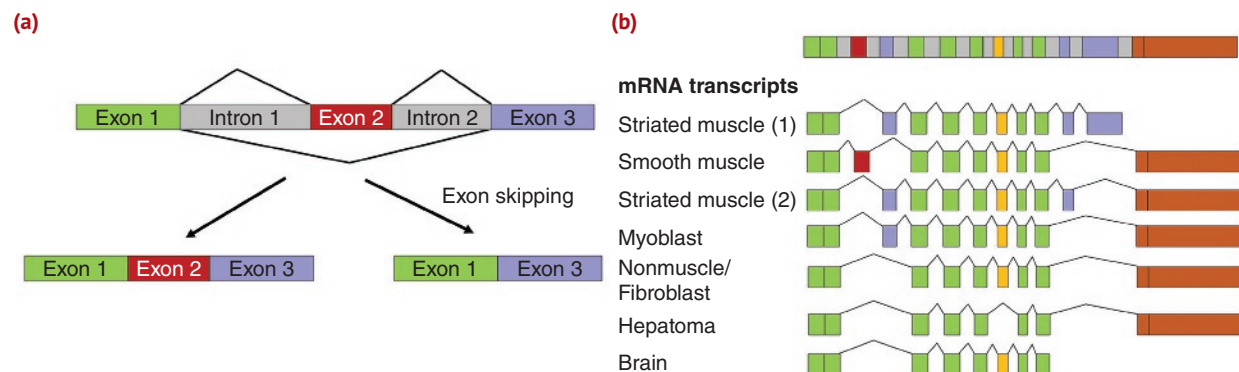 (a)
Exon 1 Intron 1 Exon 2 Intron 2 Exon 3
Exon skipping
Exon 1 Exon 2 Exon 3
Exon 1 Exon 3
(b)
mRNA transcripts
Striated muscle (1)
Smooth muscle
Striated muscle (2)
Myoblast
Nonmuscle/
Fibroblast
Hepatoma
Brain